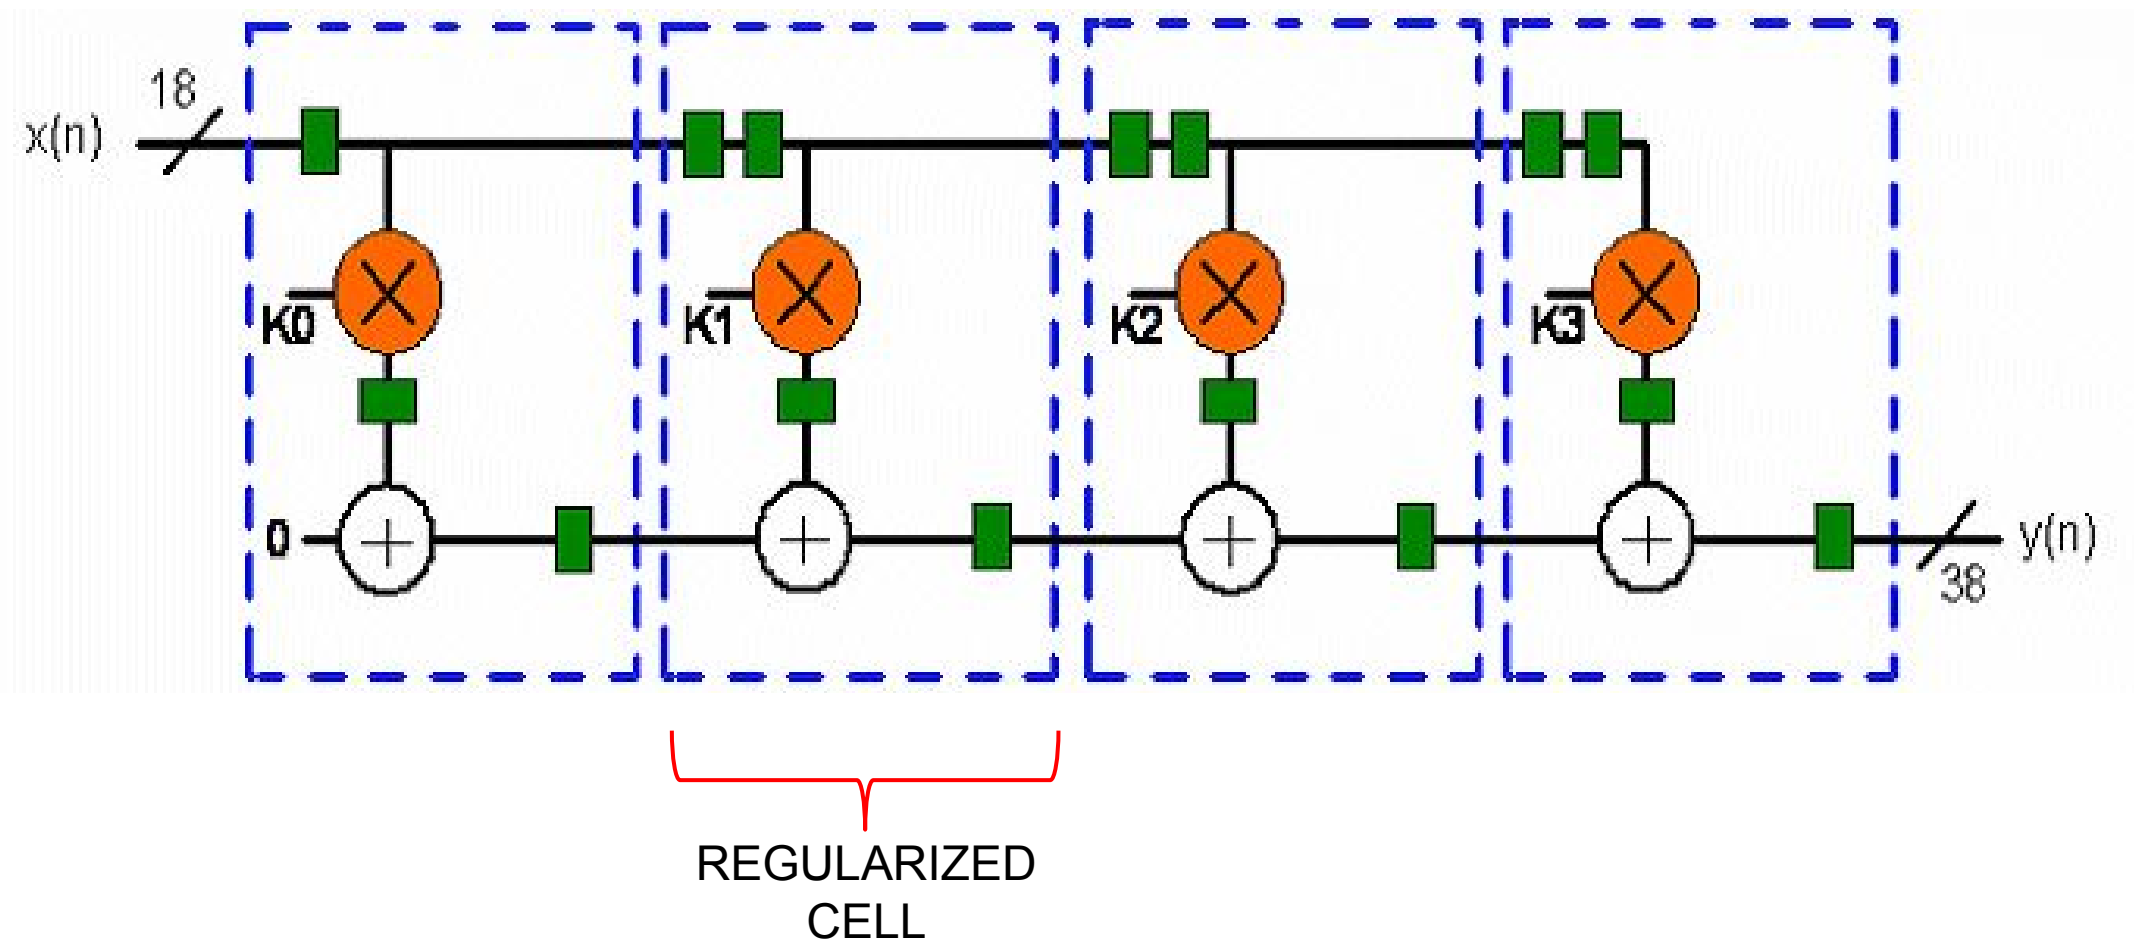 18
x(n)
K0
K1
K2
K3
0
y(n)
38
REGULARIZED
CELL